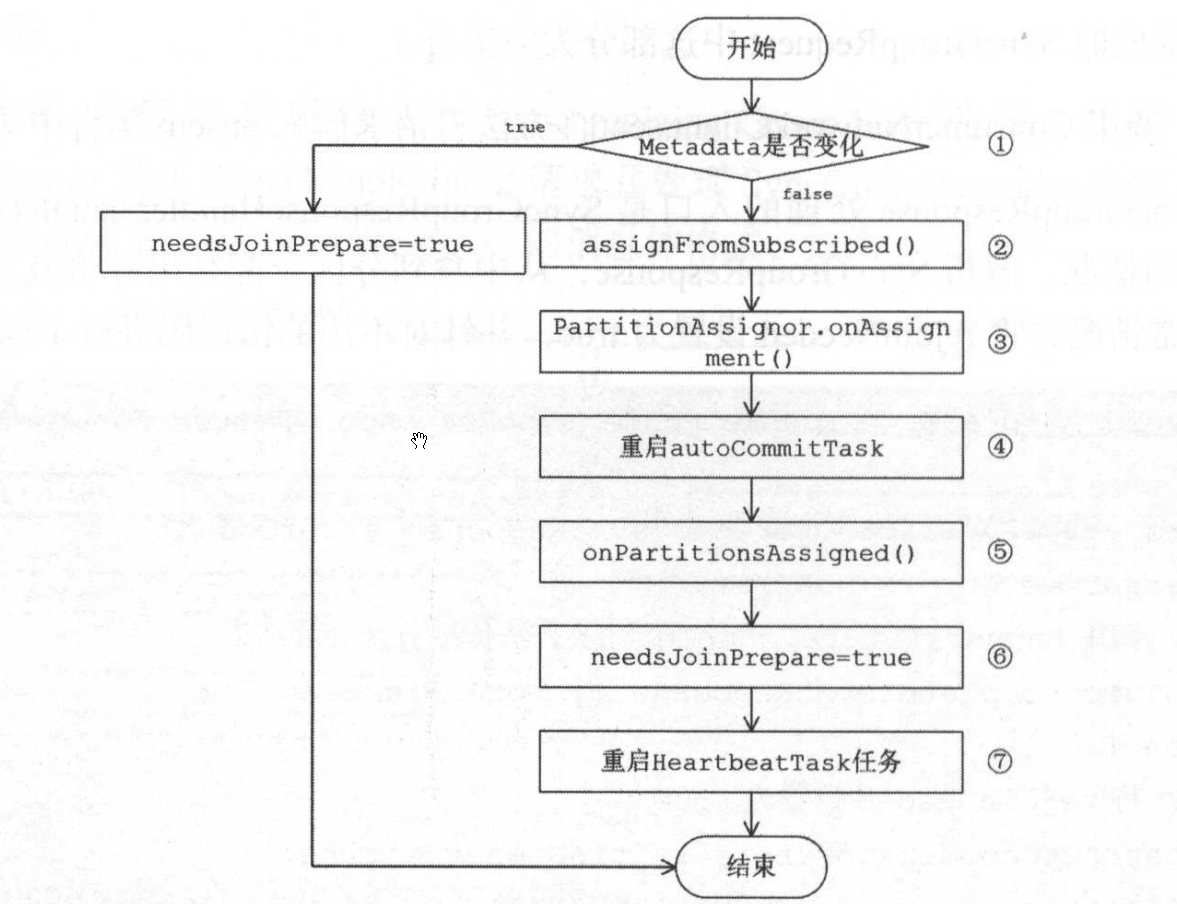 开始
true
Metadata是否变化
①
false
needsJoinPrepare=true
assignFromSubscribed()
②
PartitionAssignor.onAssign
ment()
③
重启autoCommitTask
④
onPartitionsAssigned()
⑤
needsJoinPrepare=true
⑥
重启HeartbeatTask任务
⑦
结束